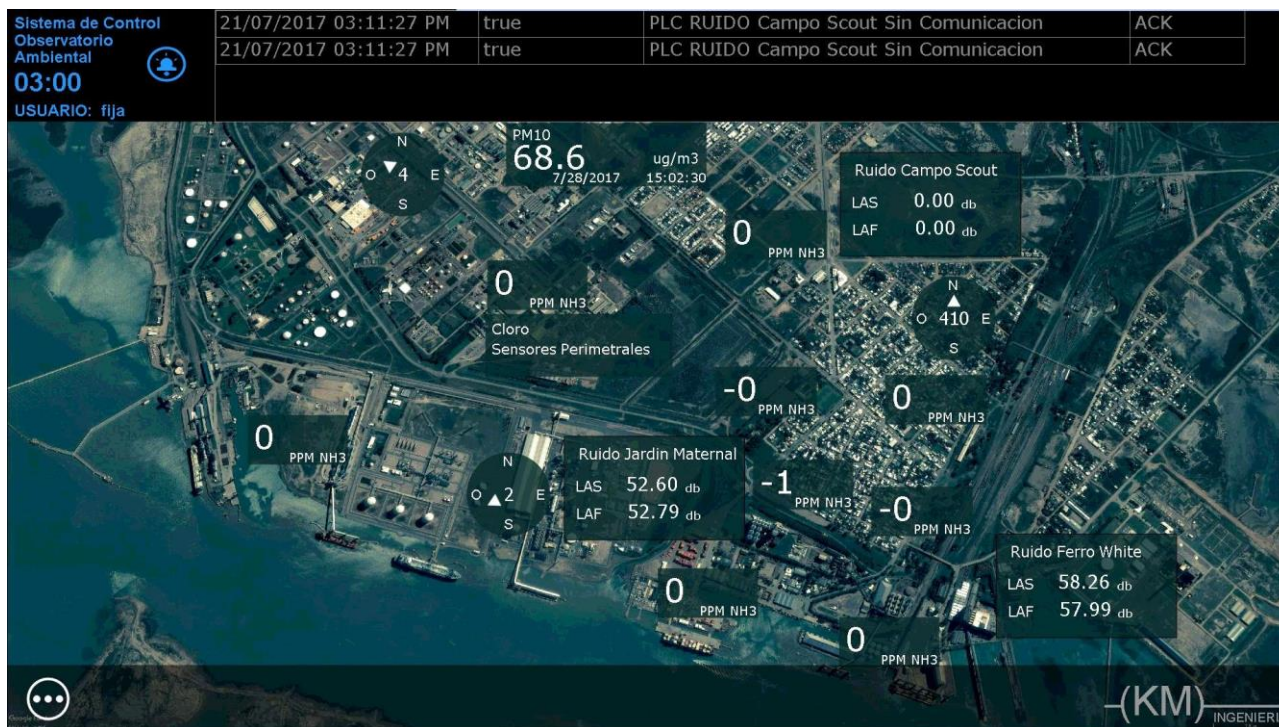 Sistema de Control
Observatorio
Ambiental
03:00
USUARIO: fija
21/07/2017 03:11:27 PM true PLC RUIDO Campo Scout Sin Comunicacion ACK
21/07/2017 03:11:27 PM true PLC RUIDO Campo Scout Sin Comunicacion ACK
N
O 4 E
S
PM10
68.6 ug/m3
7/28/2017 15:02:30
Ruido Campo Scout
LAS 0.00 db
LAF 0.00 db
0
PPM NH3
0
PPM NH3
Cloro
Sensores Perimetrales
N
O 410 E
S
-0
PPM NH3
0
PPM NH3
0
PPM NH3
N
O 2 E
S
Ruido Jardin Maternal
LAS 52.60 db
LAF 52.79 db
-1
PPM NH3
-0
PPM NH3
Ruido Ferro White
LAS 58.26 db
LAF 57.99 db
0
PPM NH3
0
PPM NH3
(KM)
INGENIERI